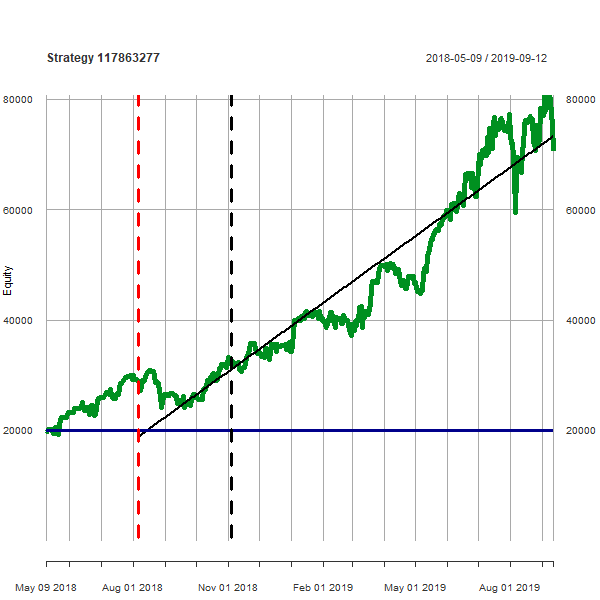 Strategy 117863277
2018-05-09 / 2019-09-12
80000 80000
60000 60000
40000 40000
20000 20000
Equity
May 09 2018 Aug 01 2018 Nov 01 2018 Feb 01 2019 May 01 2019 Aug 01 2019